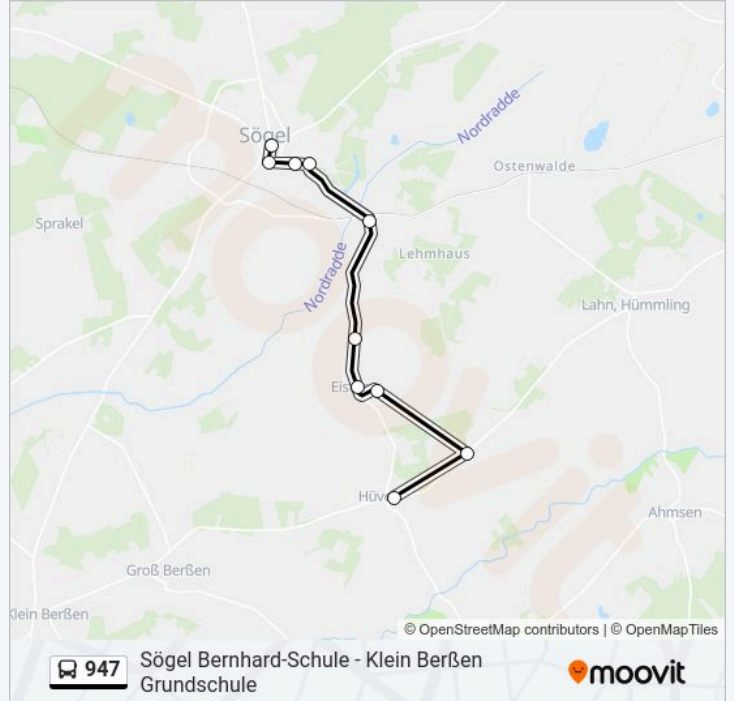 Sögel
Nordradde
Ostenwalde
Sprakel
Lehmhaus
Nordradde
Lahn, Hümmling
Eis
Hüv
Ahmsen
Groß Berßen
Klein Berßen
© OpenStreetMap contributors | © OpenMapTiles
947
Sögel Bernhard-Schule - Klein Berßen
Grundschule
moovit